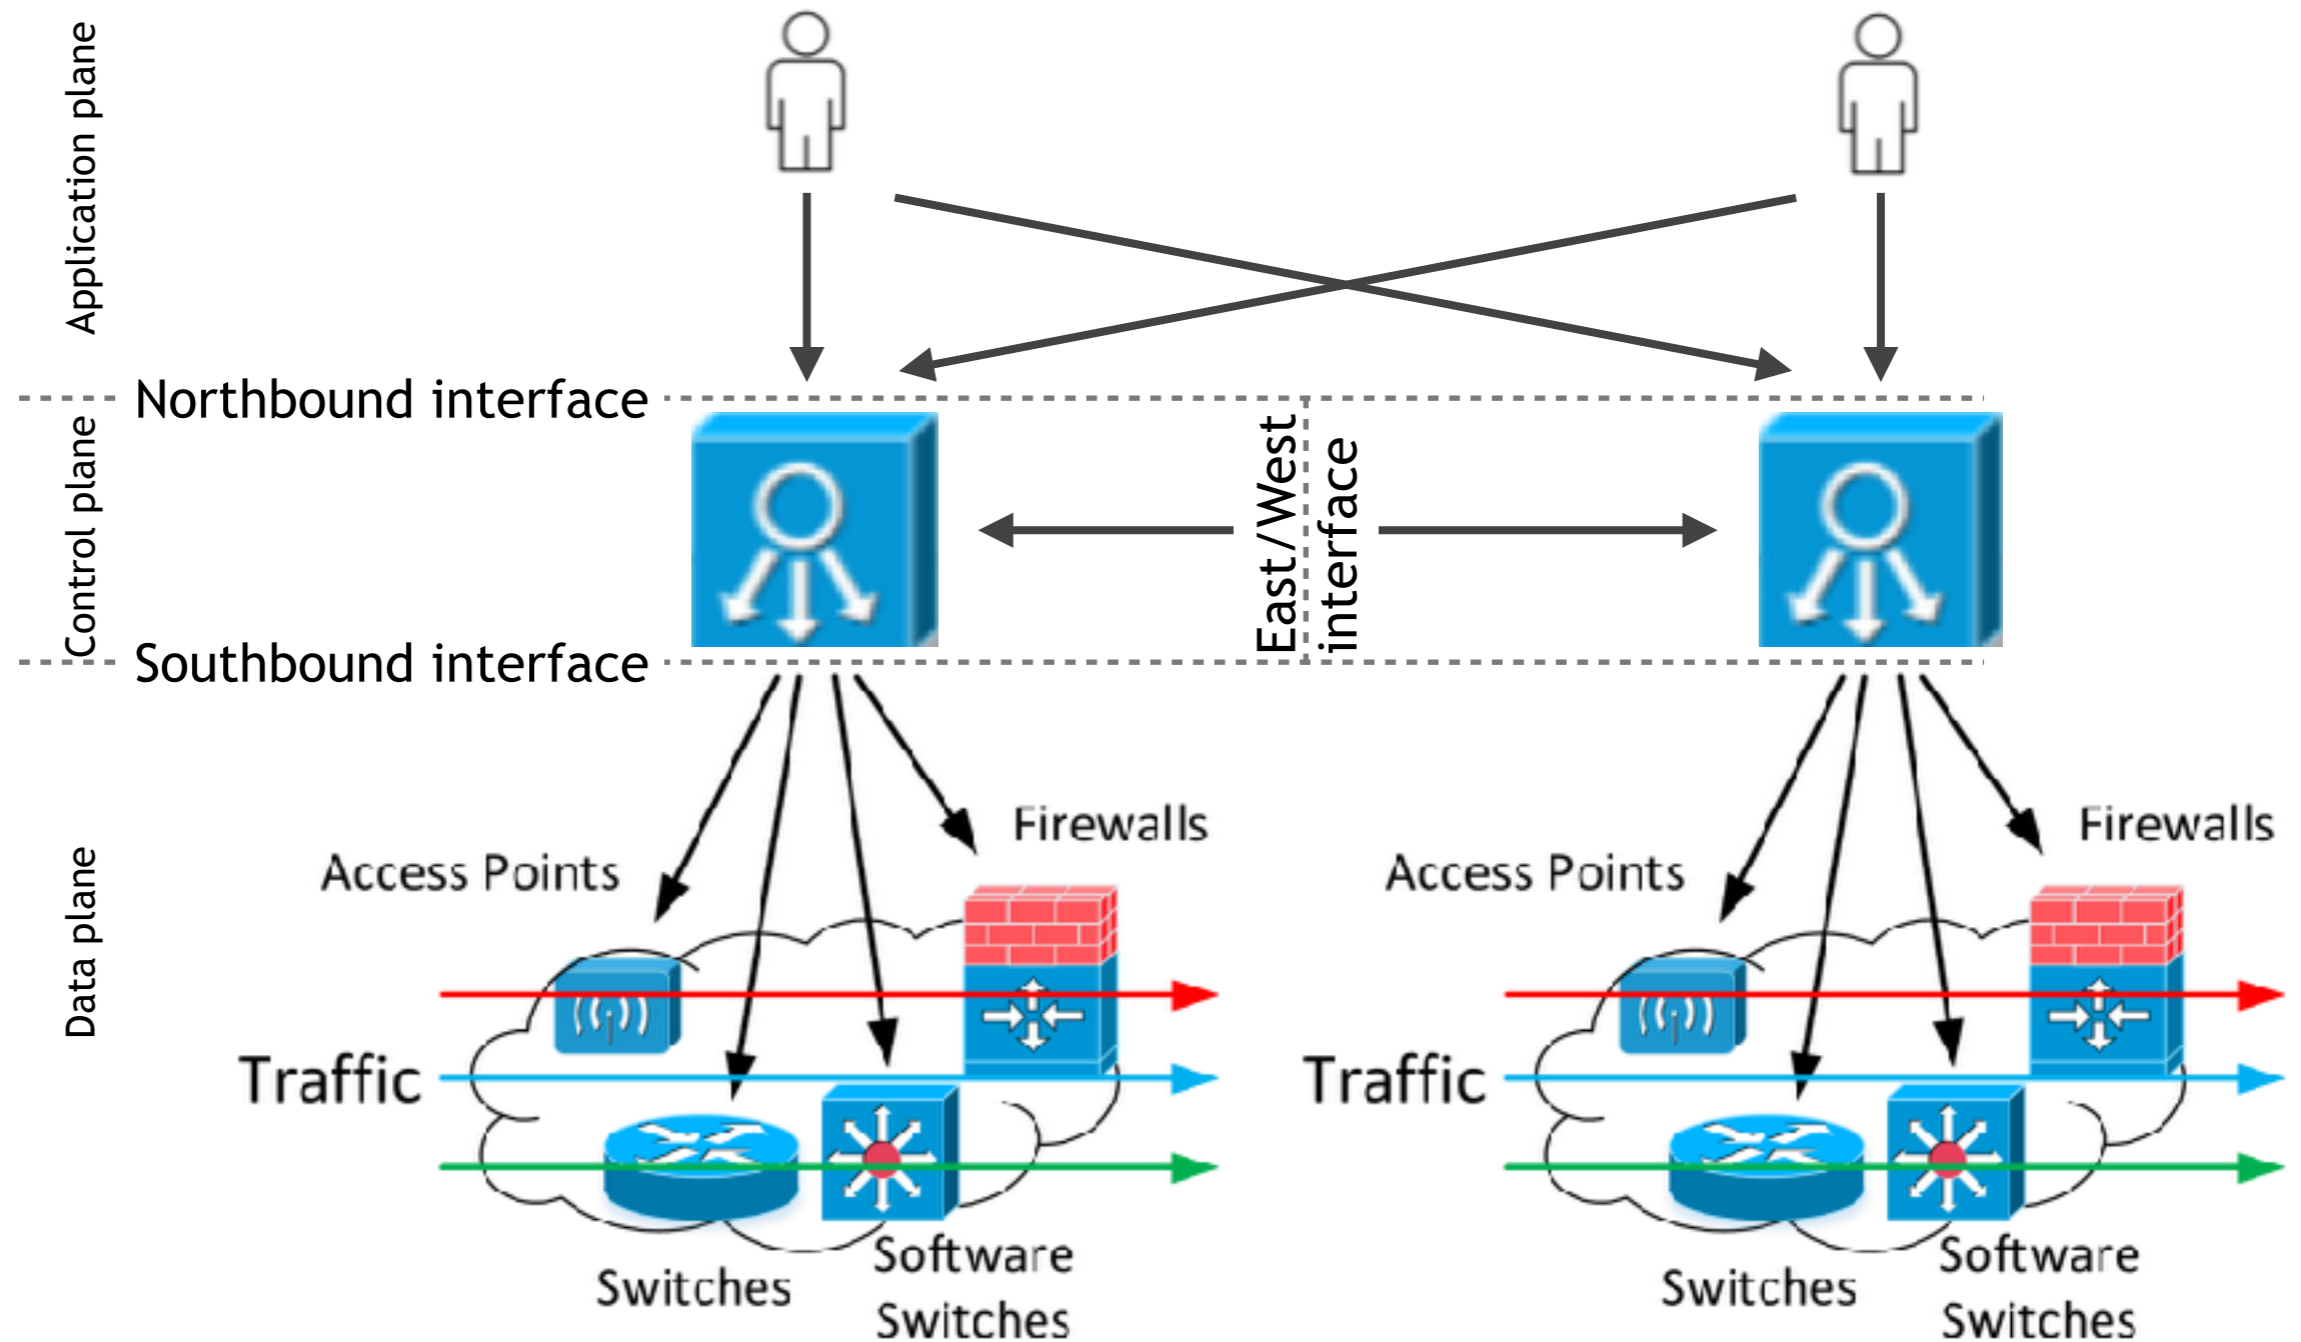 Application plane
Northbound interface
Control plane
East/West
interface
Southbound interface
Data plane
Access Points
Firewalls
Traffic
Switches
Software
Switches
Access Points
Firewalls
Traffic
Switches
Software
Switches